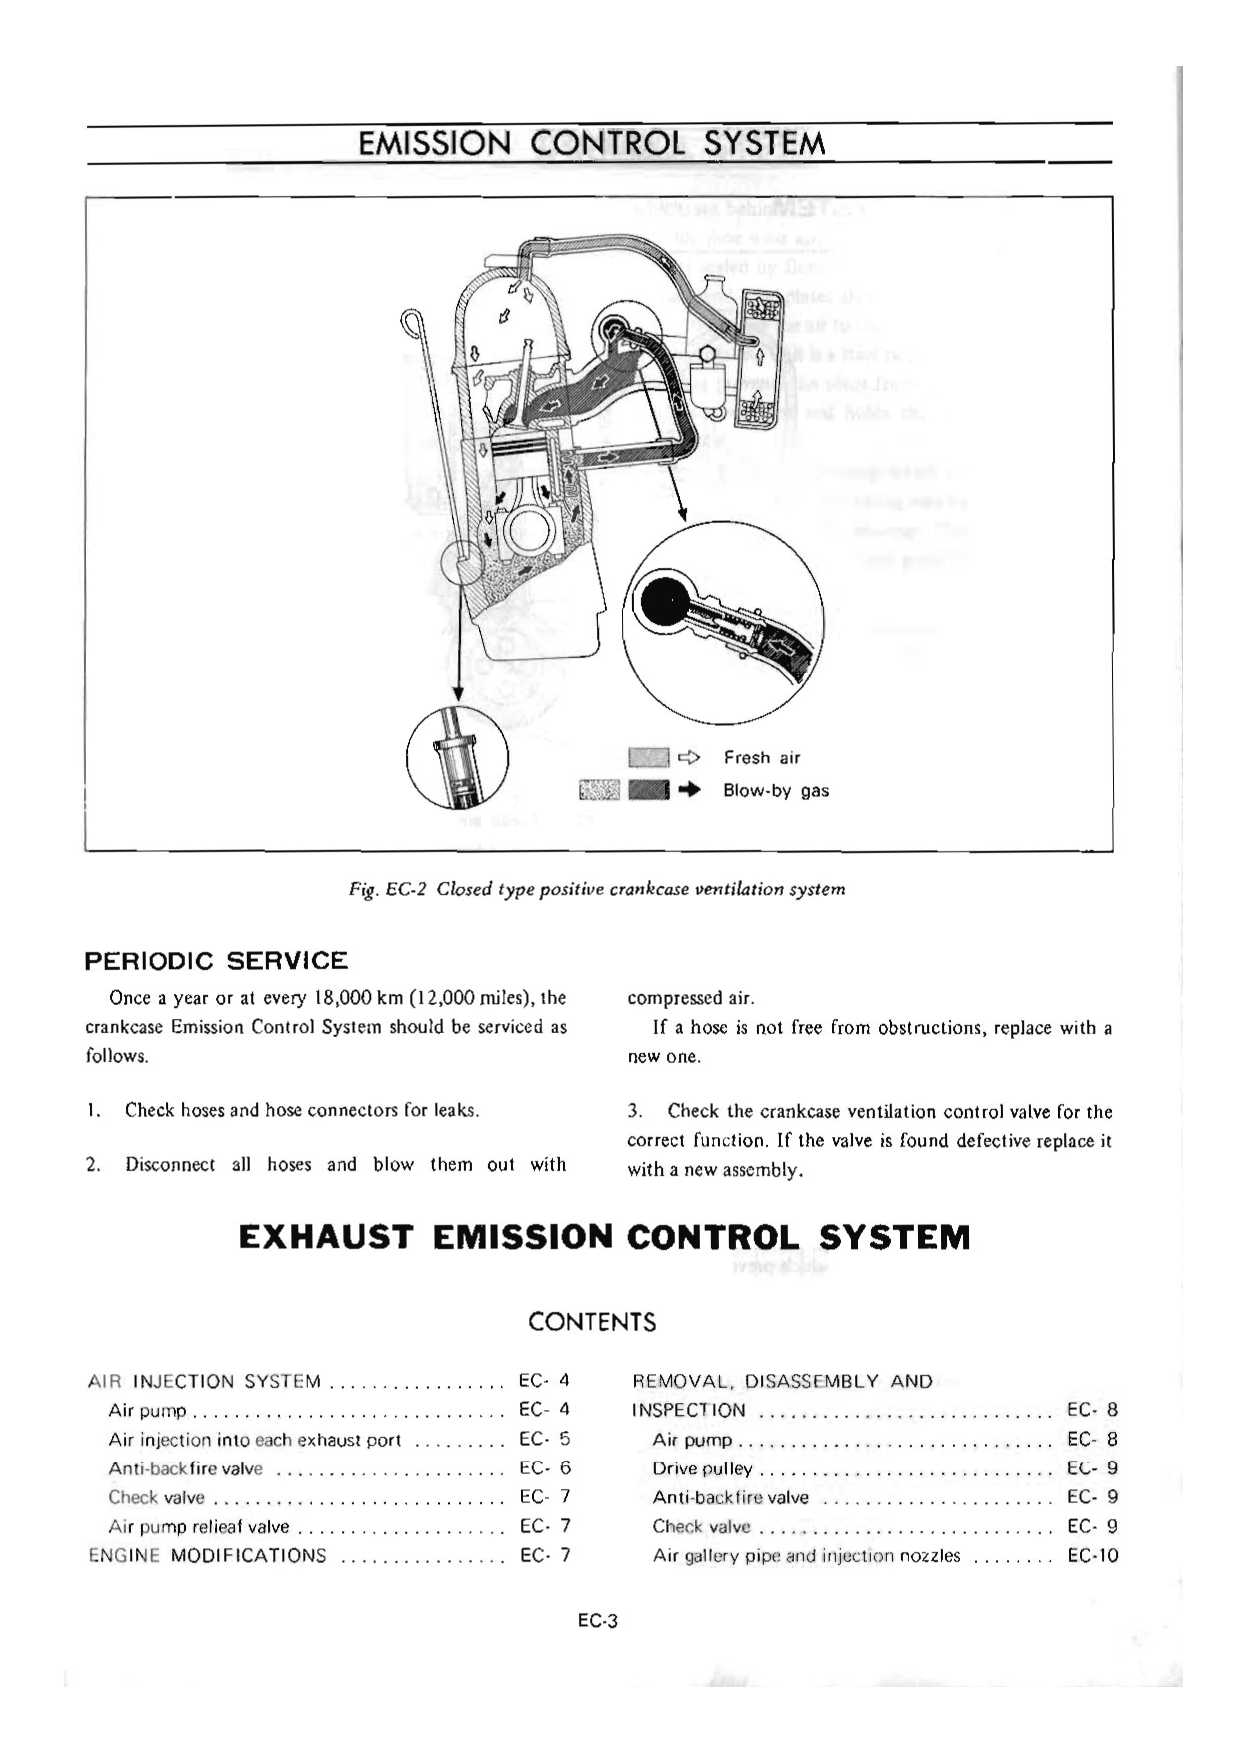 EMISSION CONTROL SYSTEM
Fresh air
Blow-by gas
Fig. EC-2 Closed type positive crankcase ventilation system
PERIODIC SERVICE
Once a year or at every 18,000 km (12,000 miles), the
crankcase Emission Control System should be serviced as
follows.
1. Check hoses and hose connectors for leaks.
2. Disconnect all hoses and blow them out with
compressed air.
If a hose is not free from obstructions, replace with a
new one.
3. Check the crankcase ventilation control valve for the
correct function. If the valve is found defective replace it
with a new assembly.
EXHAUST EMISSION CONTROL SYSTEM
CONTENTS
AIR INJECTION SYSTEM ................. EC- 4
Air pump .............................. EC- 4
Air injection into each exhaust port ......... EC- 5
Anti-backfire valve ...................... EC- 6
Check valve ............................ EC- 7
Air pump relieaf valve .................... EC- 7
ENGINE MODIFICATIONS ................ EC- 7
REMOVAL, DISASSEMBLY AND
INSPECTION ............................ EC- 8
Air pump .............................. EC- 8
Drive pulley ............................ EC- 9
Anti-backfire valve ...................... EC- 9
Check valve ............................ EC- 9
Air gallery pipe and injection nozzles ........ EC-10
EC-3